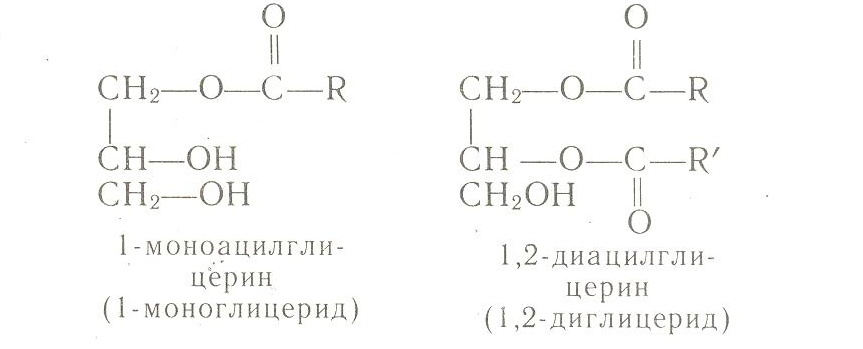 O
||
CH₂—O—C—R
|
CH—OH
CH₂—OH
1-моноацилгли-
церин
(1-моноглицерид)
O
||
CH₂—O—C—R
|
CH—O—C—R′
CH₂OH ||
O
1,2-диацилгли-
церин
(1,2-диглицерид)